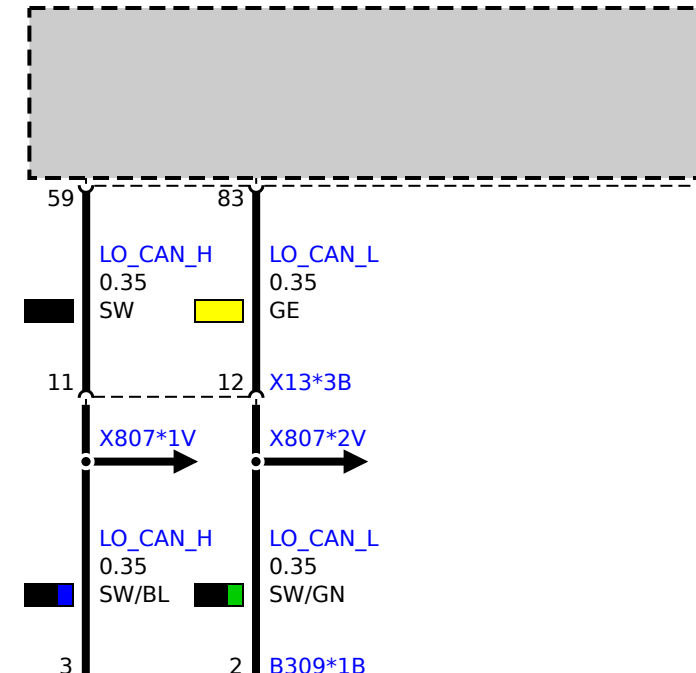 59 83
LO_CAN_H LO_CAN_L
0.35 0.35
SW GE
11 12 X13*3B
X807*1V X807*2V
LO_CAN_H LO_CAN_L
0.35 0.35
SW/BL SW/GN
3 2 B309*1B